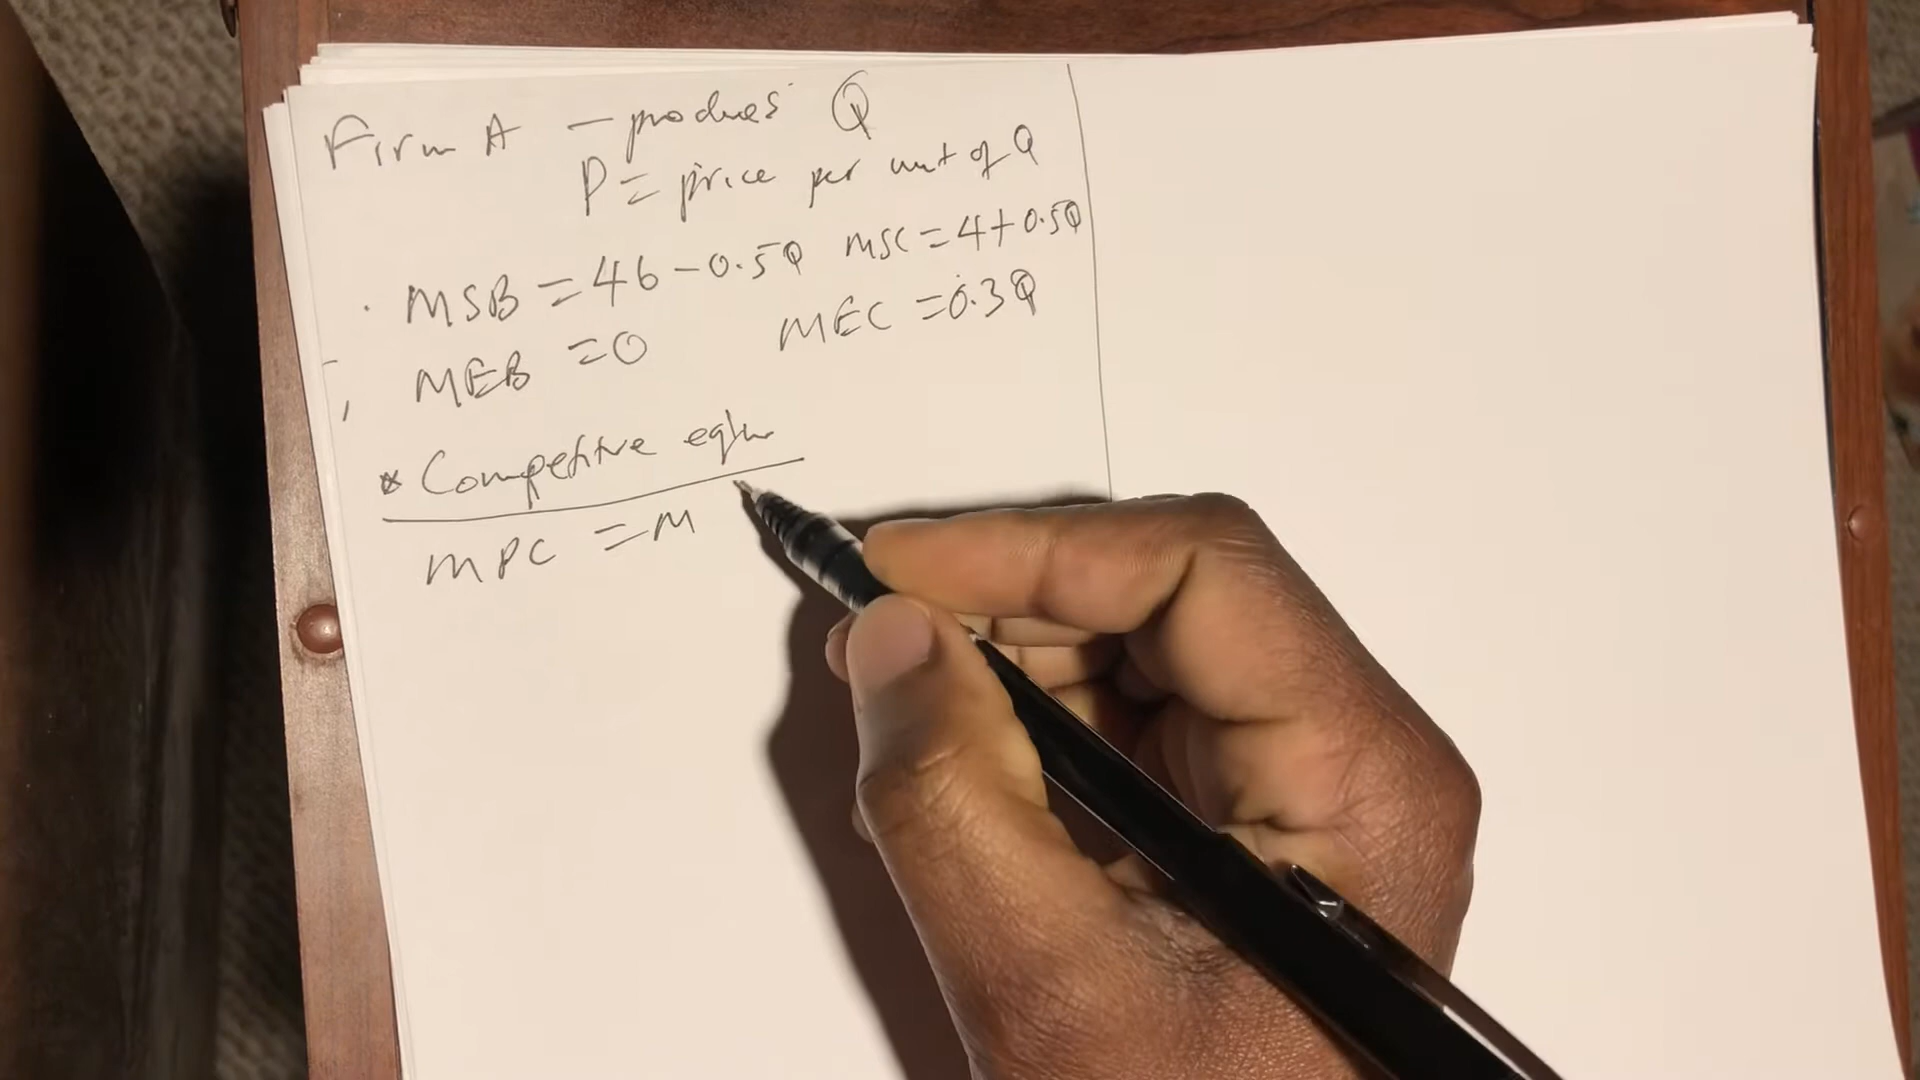 Firm A - produces Q
P = price per unit of Q
MSB = 46 - 0.5Q MSC = 4 + 0.5Q
MEB = 0 MEC = 0.3Q
* Competitive eqlm
MPC = M